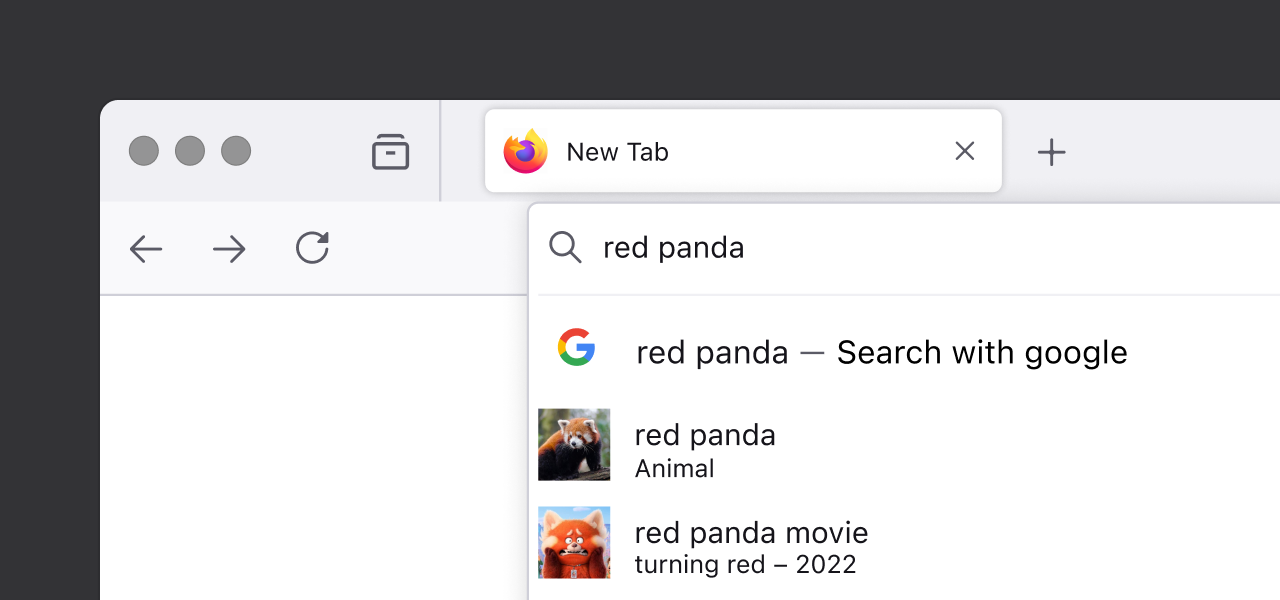 New Tab
red panda
red panda — Search with google
red panda
Animal
red panda movie
turning red – 2022